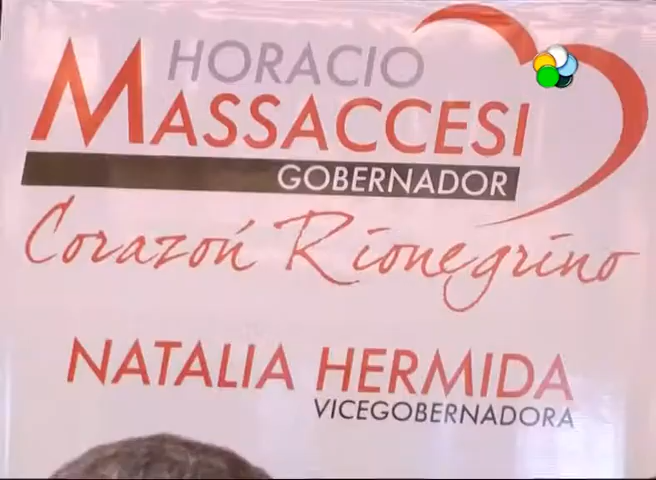 HORACIO
MASSACCESI
GOBERNADOR
Corazón Rionegrino
NATALIA HERMIDA
VICEGOBERNADORA